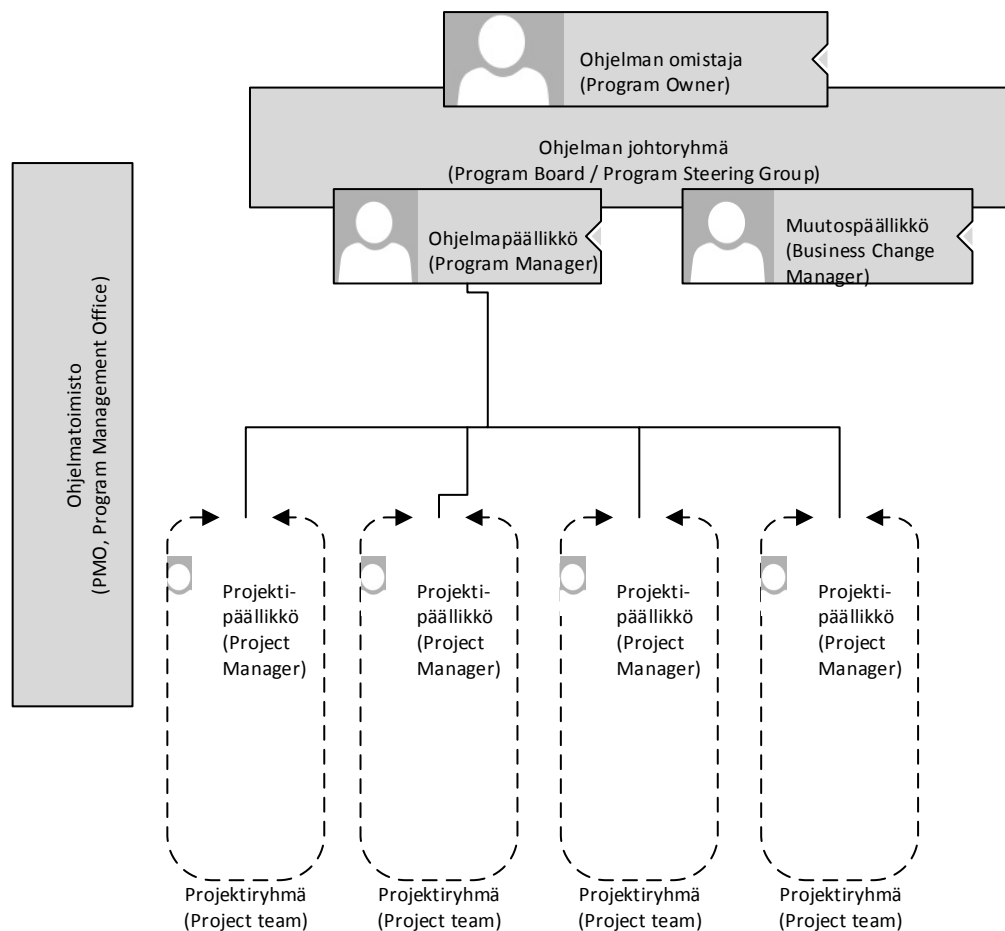 Ohjelman omistaja
(Program Owner)
Ohjelman johtoryhmä
(Program Board / Program Steering Group)
Ohjelmapäällikkö
(Program Manager)
Muutospäällikkö
(Business Change
Manager)
Ohjelmatoimisto
(PMO, Program Management Office)
Projekti-
päällikkö
(Project
Manager)
Projekti-
päällikkö
(Project
Manager)
Projekti-
päällikkö
(Project
Manager)
Projekti-
päällikkö
(Project
Manager)
Projektiryhmä
(Project team)
Projektiryhmä
(Project team)
Projektiryhmä
(Project team)
Projektiryhmä
(Project team)